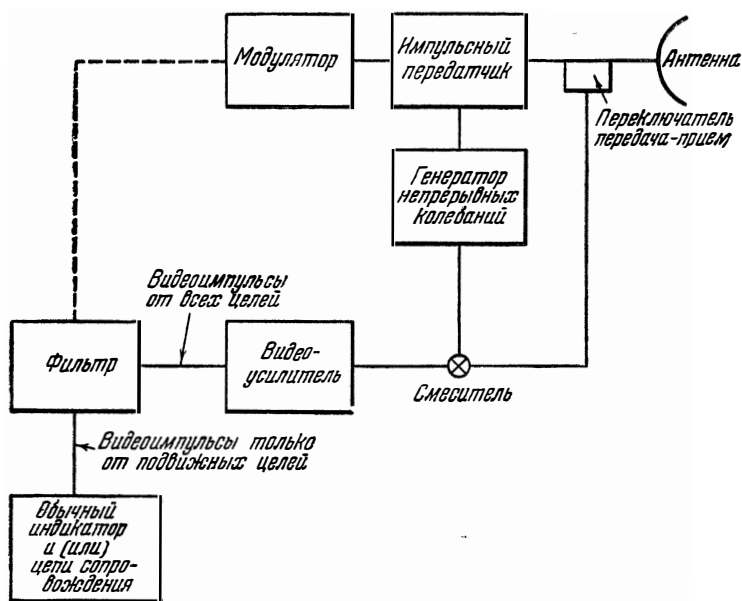 Модулятор
Импульсный
передатчик
Антенна
Переключатель
передача-прием
Генератор
непрерывных
колебаний
Видеоимпульсы
от всех целей
Фильтр
Видео-
усилитель
Смеситель
Видеоимпульсы только
от подвижных целей
Обычный
индикатор
и (или)
цепи сопро-
вождения